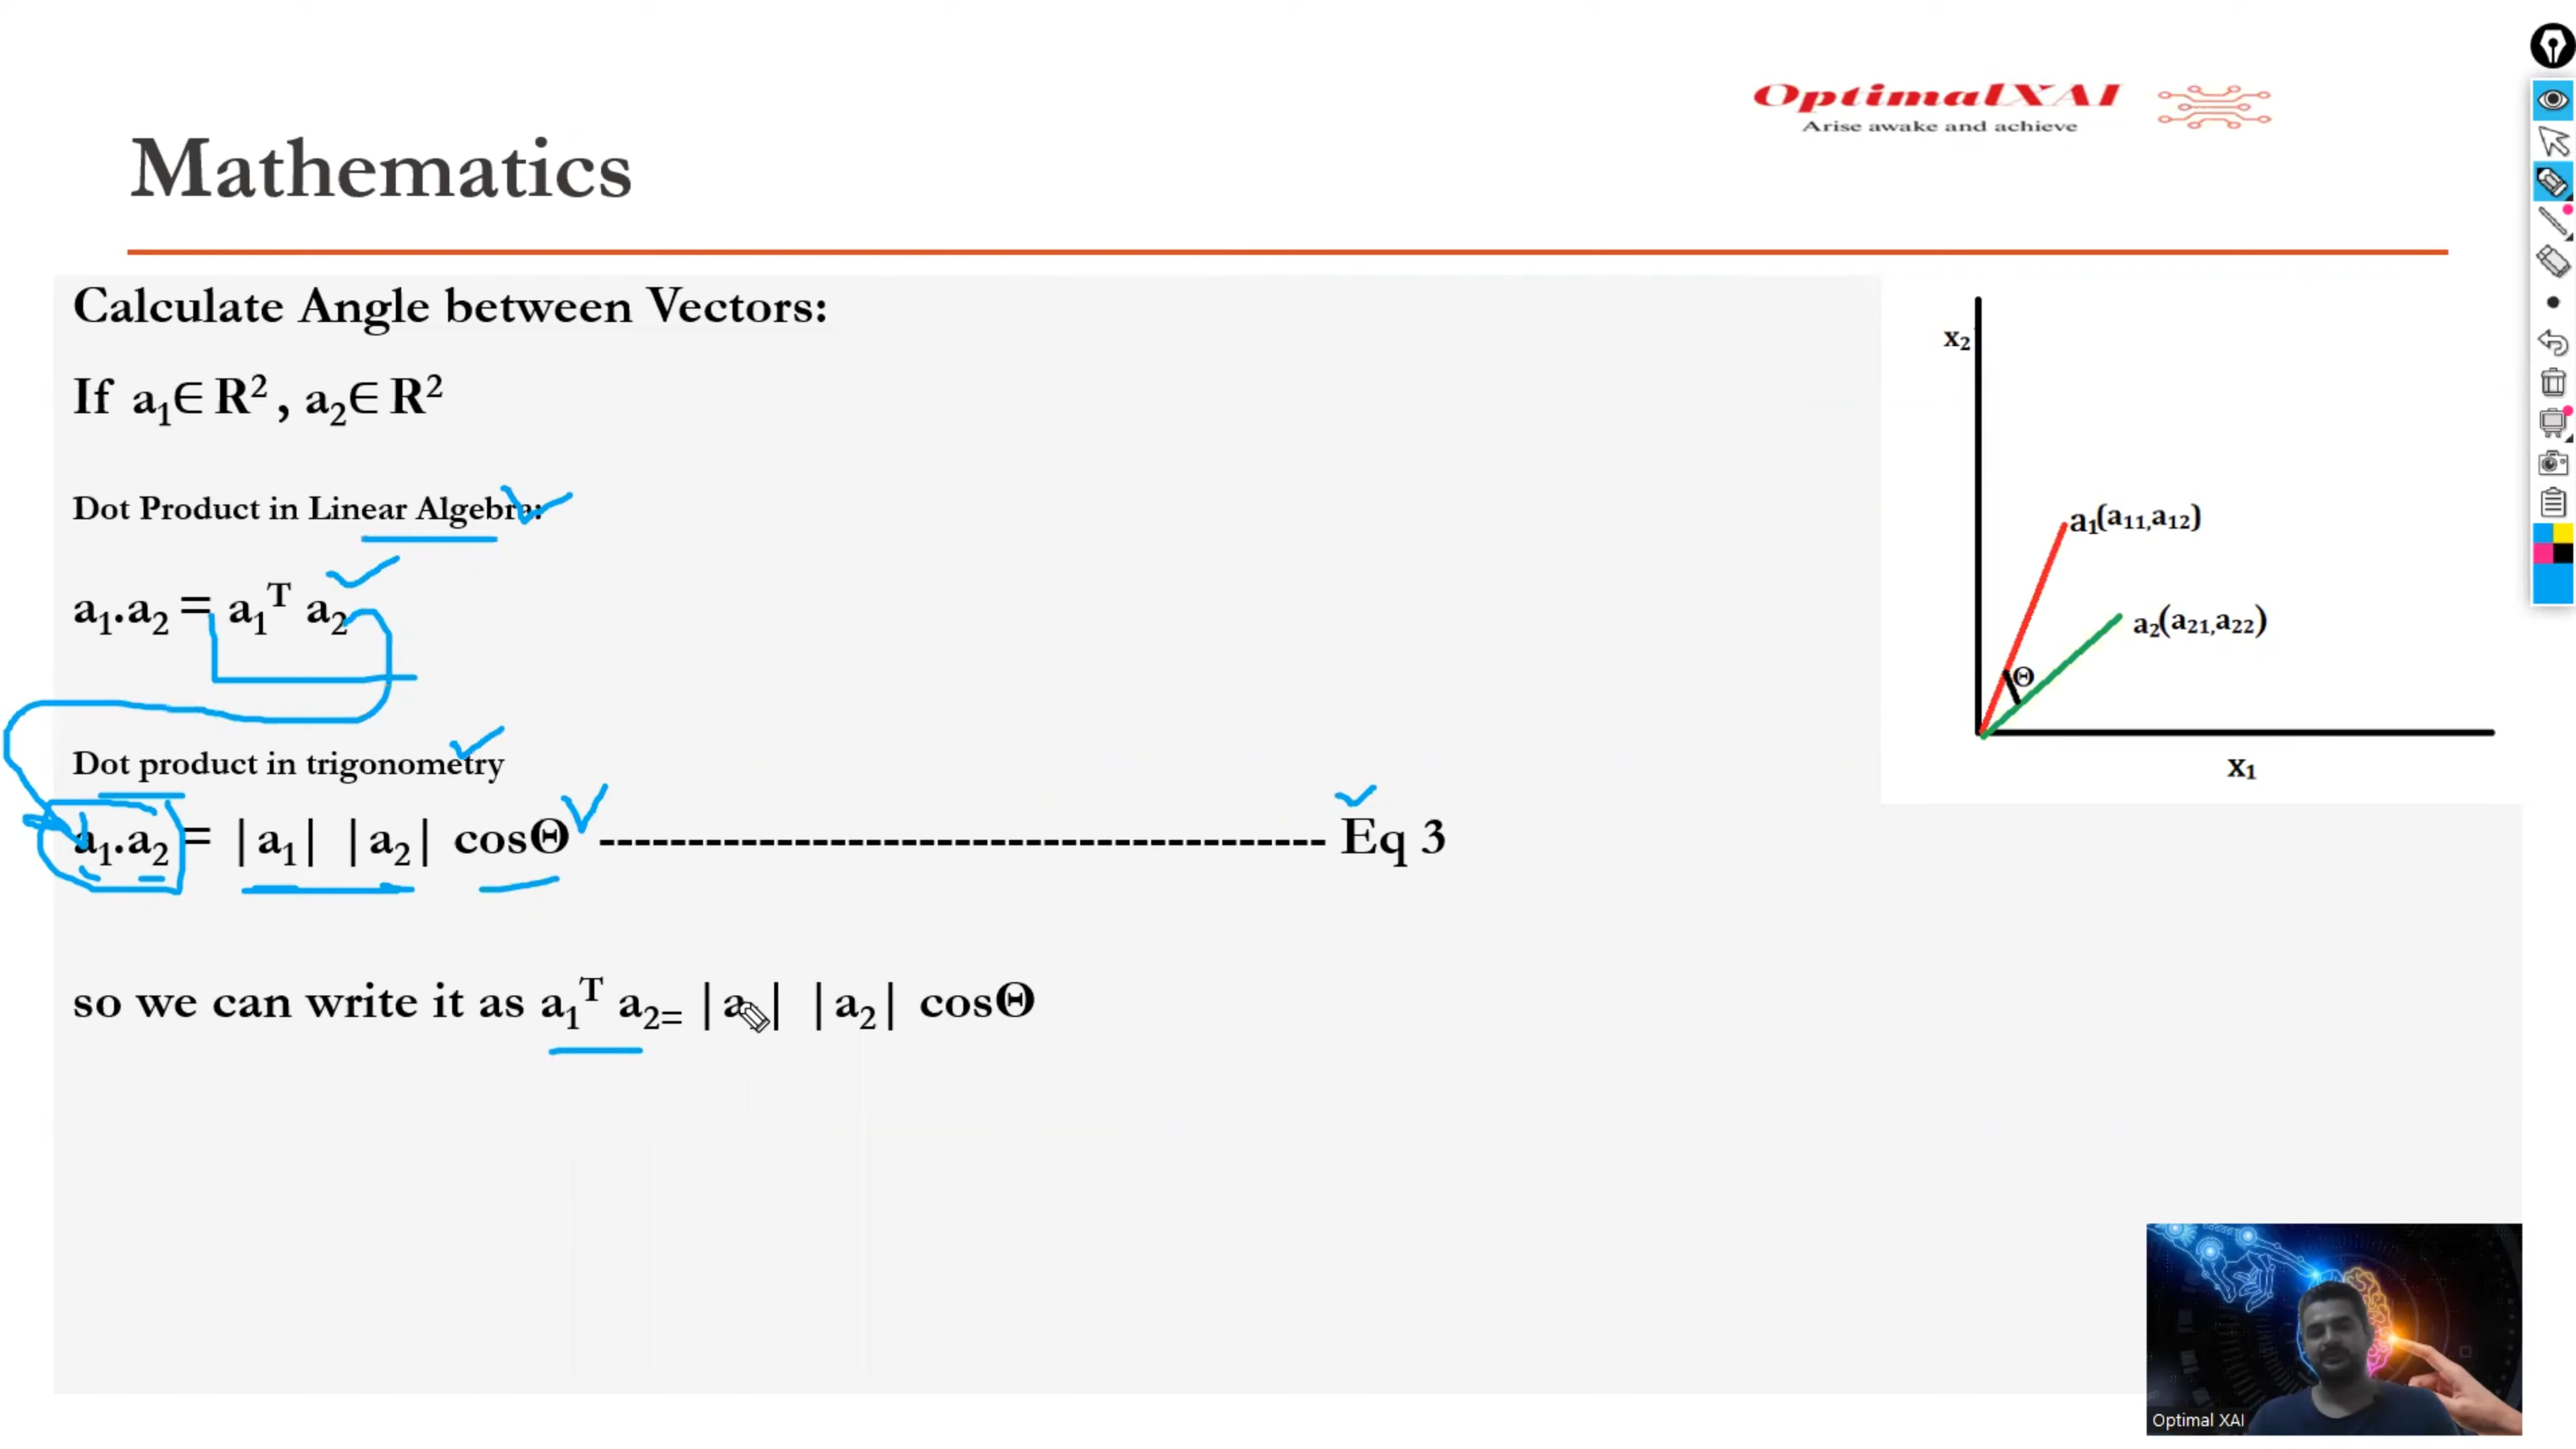 OptimalXAI
Arise awake and achieve
Mathematics
Calculate Angle between Vectors:
If a₁∈ R², a₂∈ R²
Dot Product in Linear Algebra:
a₁.a₂ = a₁ᵀ a₂
Dot product in trigonometry
a₁.a₂ = |a₁| |a₂| cosΘ -------------------------------------- Eq 3
so we can write it as a₁ᵀ a₂₌ |a | |a₂| cosΘ
x₂
a₁(a₁₁,a₁₂)
a₂(a₂₁,a₂₂)
Θ
x₁
Optimal XAI